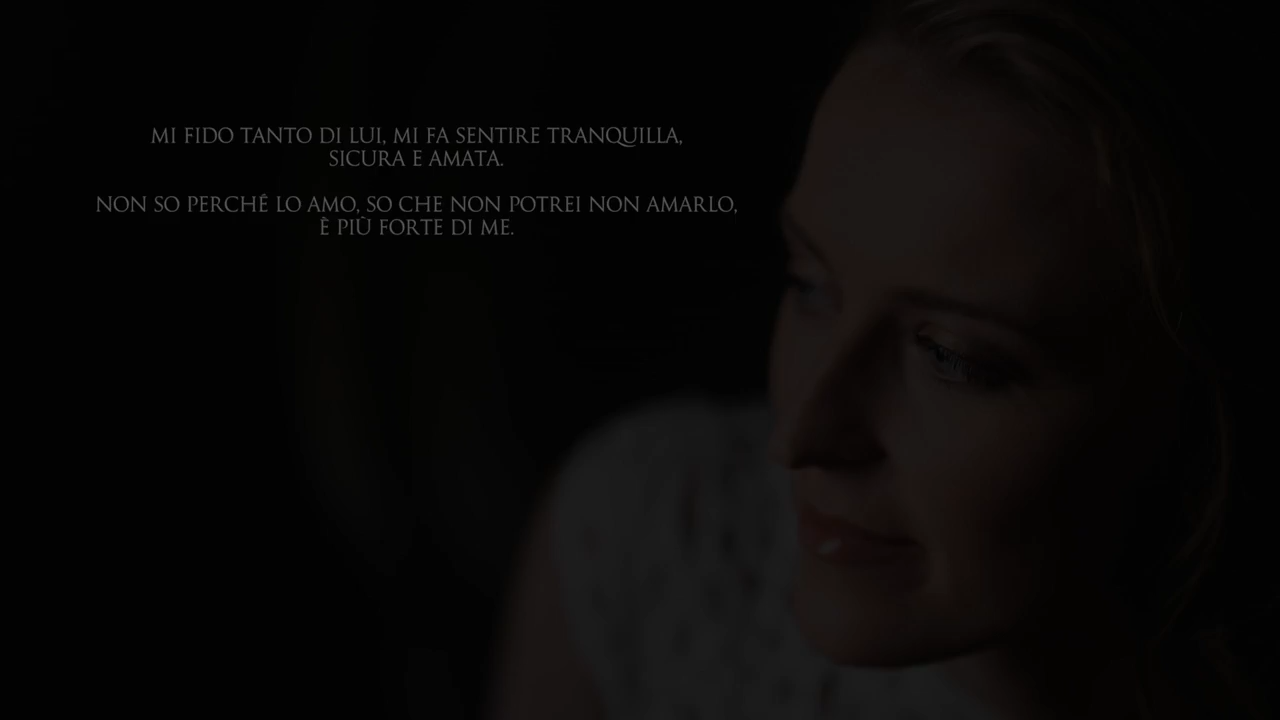 MI FIDO TANTO DI LUI, MI FA SENTIRE TRANQUILLA,
SICURA E AMATA.
NON SO PERCHÉ LO AMO, SO CHE NON POTREI NON AMARLO,
È PIÙ FORTE DI ME.